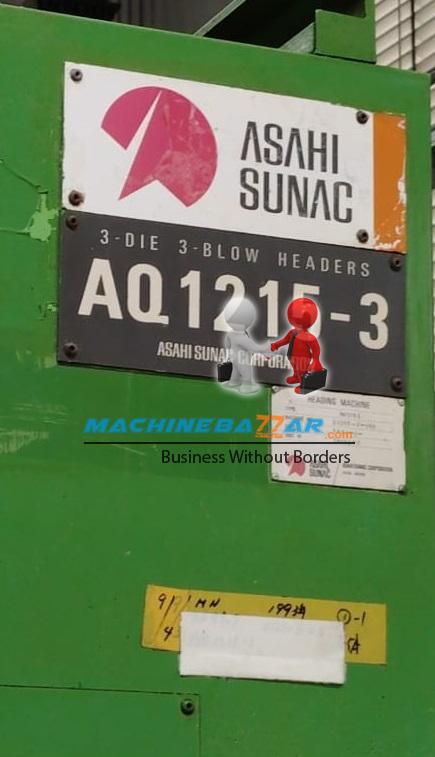 ASAHI
SUNAC
3-DIE 3-BLOW HEADERS
AQ1215-3
ASAHI SUNAC CORPORATION
HEADING MACHINE
MACHINEBAZZAR.com
Business Without Borders
ASAHI
SUNAC